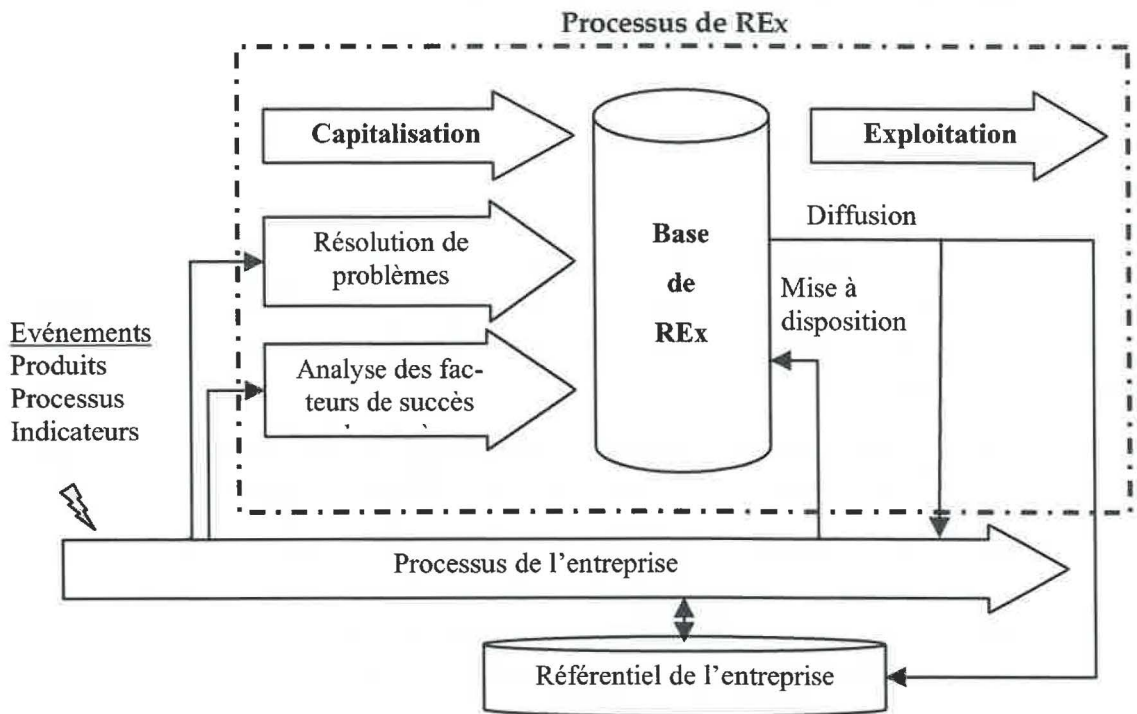 Processus de REx
Capitalisation
Exploitation
Résolution de
problèmes
Base
de
REx
Diffusion
Mise à
disposition
Evénements
Produits
Processus
Indicateurs
Analyse des fac-
teurs de succès
Processus de l'entreprise
Référentiel de l'entreprise